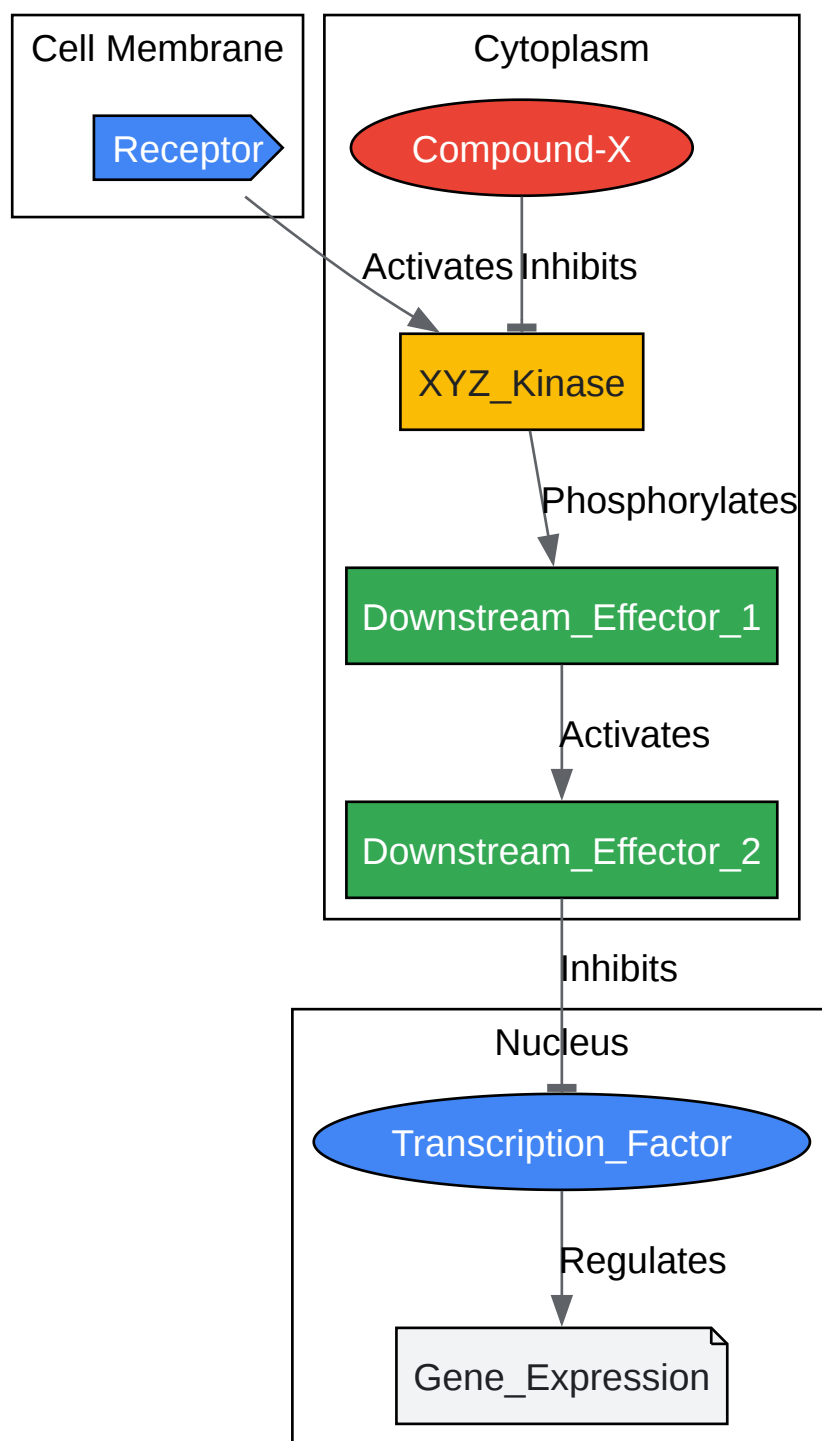 Cell Membrane
Cytoplasm
Receptor
Compound-X
Activates
Inhibits
XYZ_Kinase
Phosphorylates
Downstream_Effector_1
Activates
Downstream_Effector_2
Inhibits
Nucleus
Transcription_Factor
Regulates
Gene_Expression